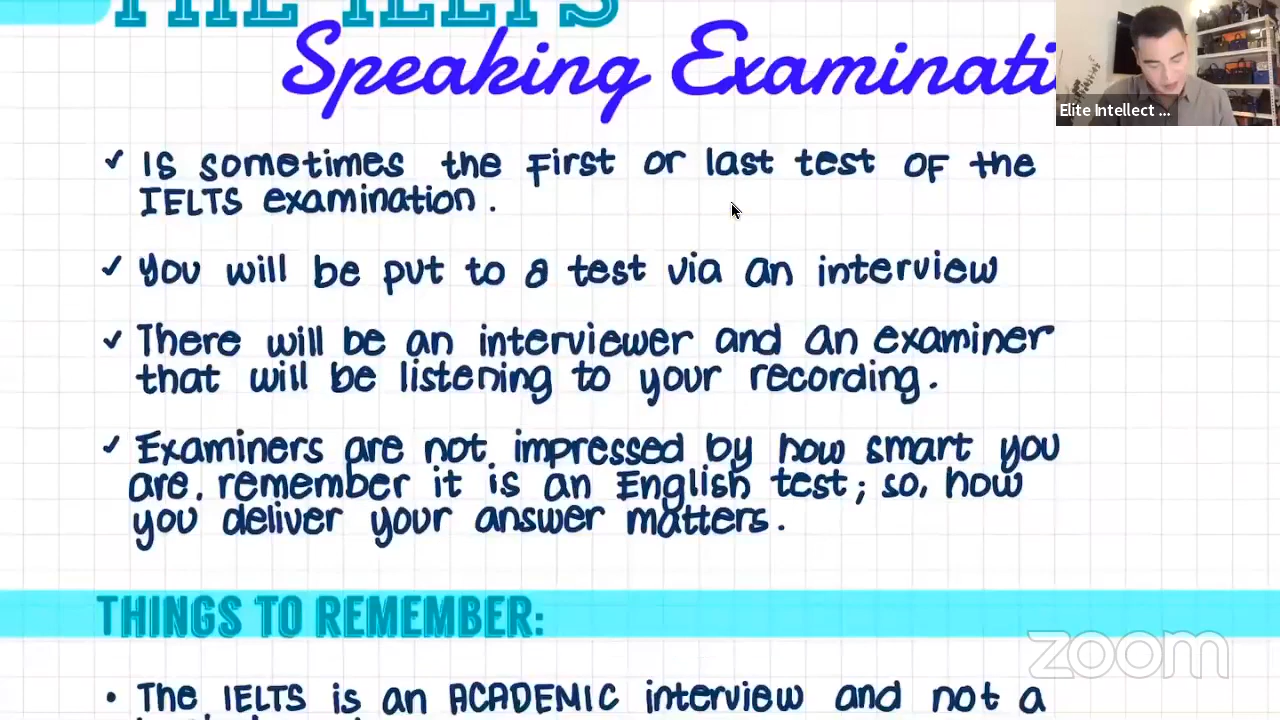 THE IELTS
Speaking Examinati
Elite Intellect ...
✓ Is sometimes the first or last test of the
IELTS examination.
✓ You will be put to a test via an interview
✓ There will be an interviewer and an examiner
that will be listening to your recording.
✓ Examiners are not impressed by how smart you
are. remember it is an English test; so, how
you deliver your answer matters.
THINGS TO REMEMBER:
zoom
• The IELTS is an ACADEMIC interview and not a